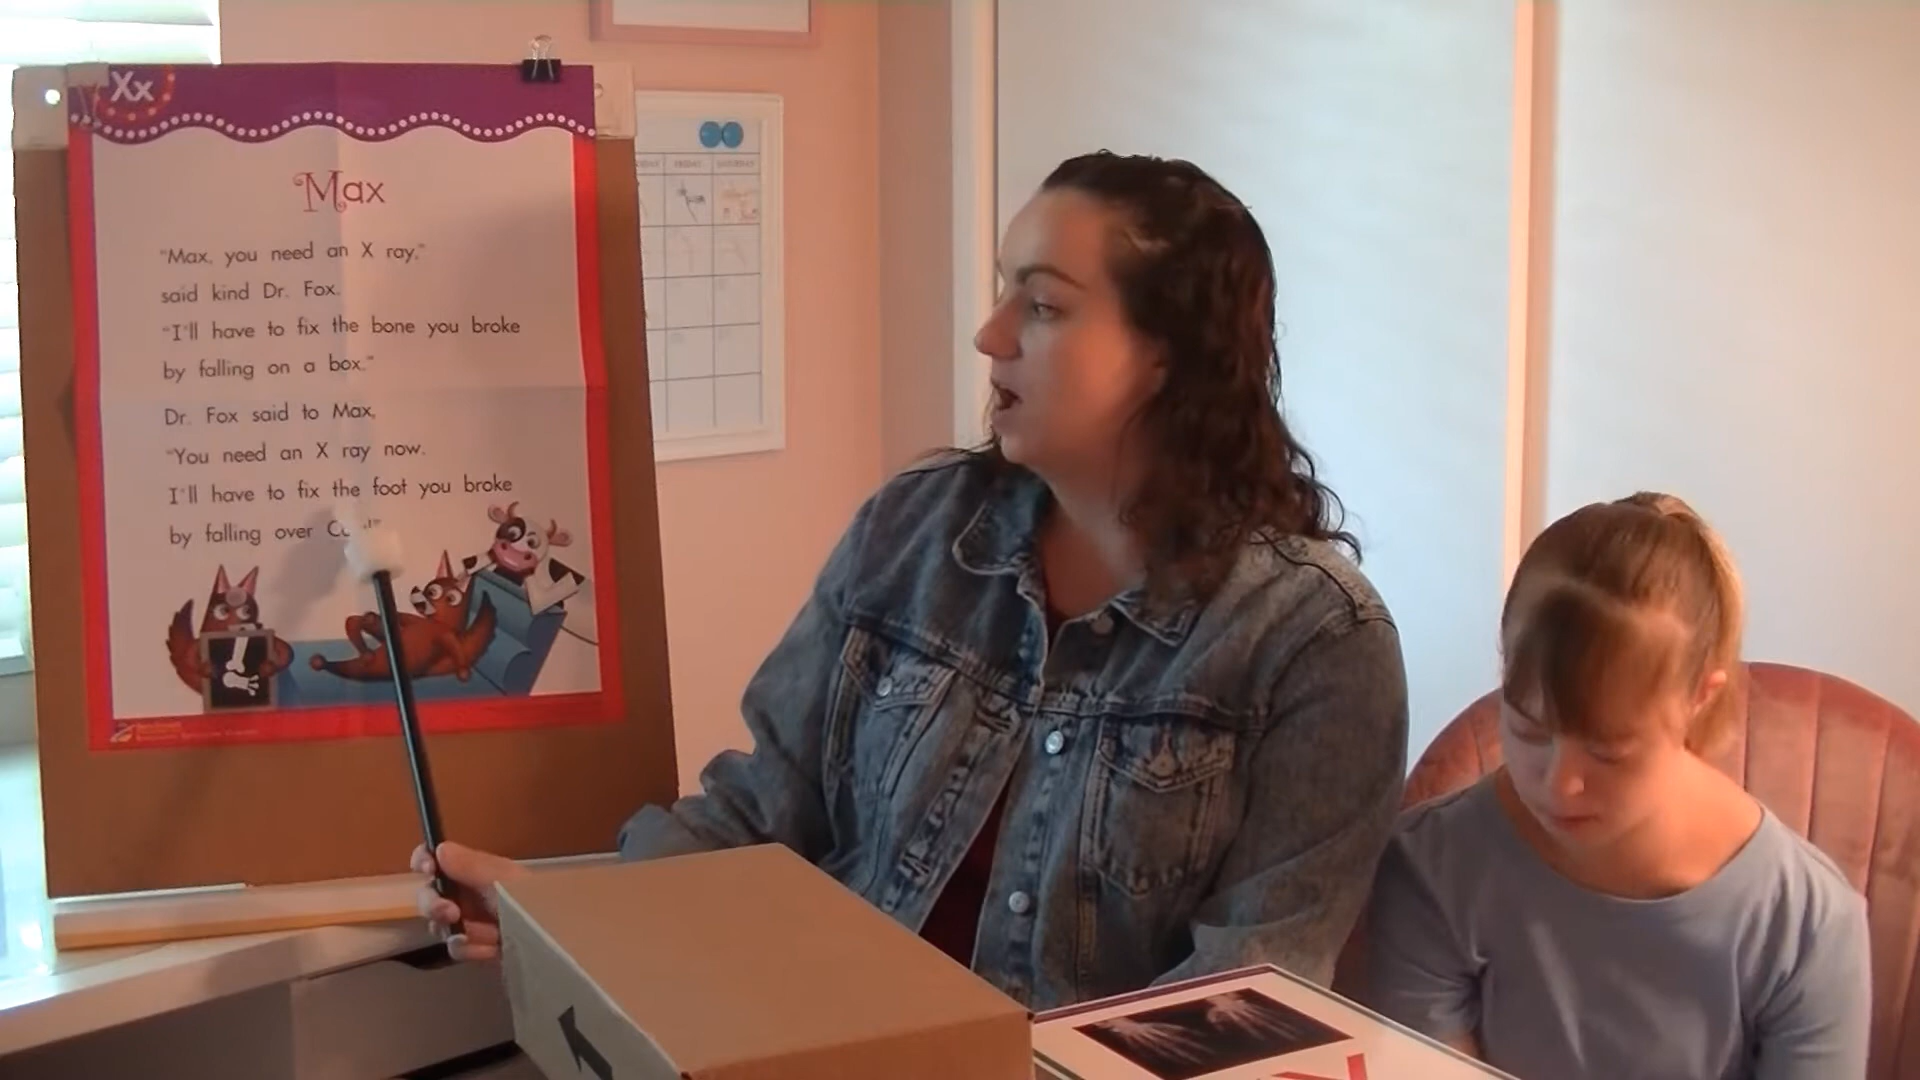 Xx
Max
"Max, you need an X ray,"
said kind Dr. Fox.
"I'll have to fix the bone you broke
by falling on a box."
Dr. Fox said to Max,
"You need an X ray now.
I'll have to fix the foot you broke
by falling over
FRIDAY
SATURDAY